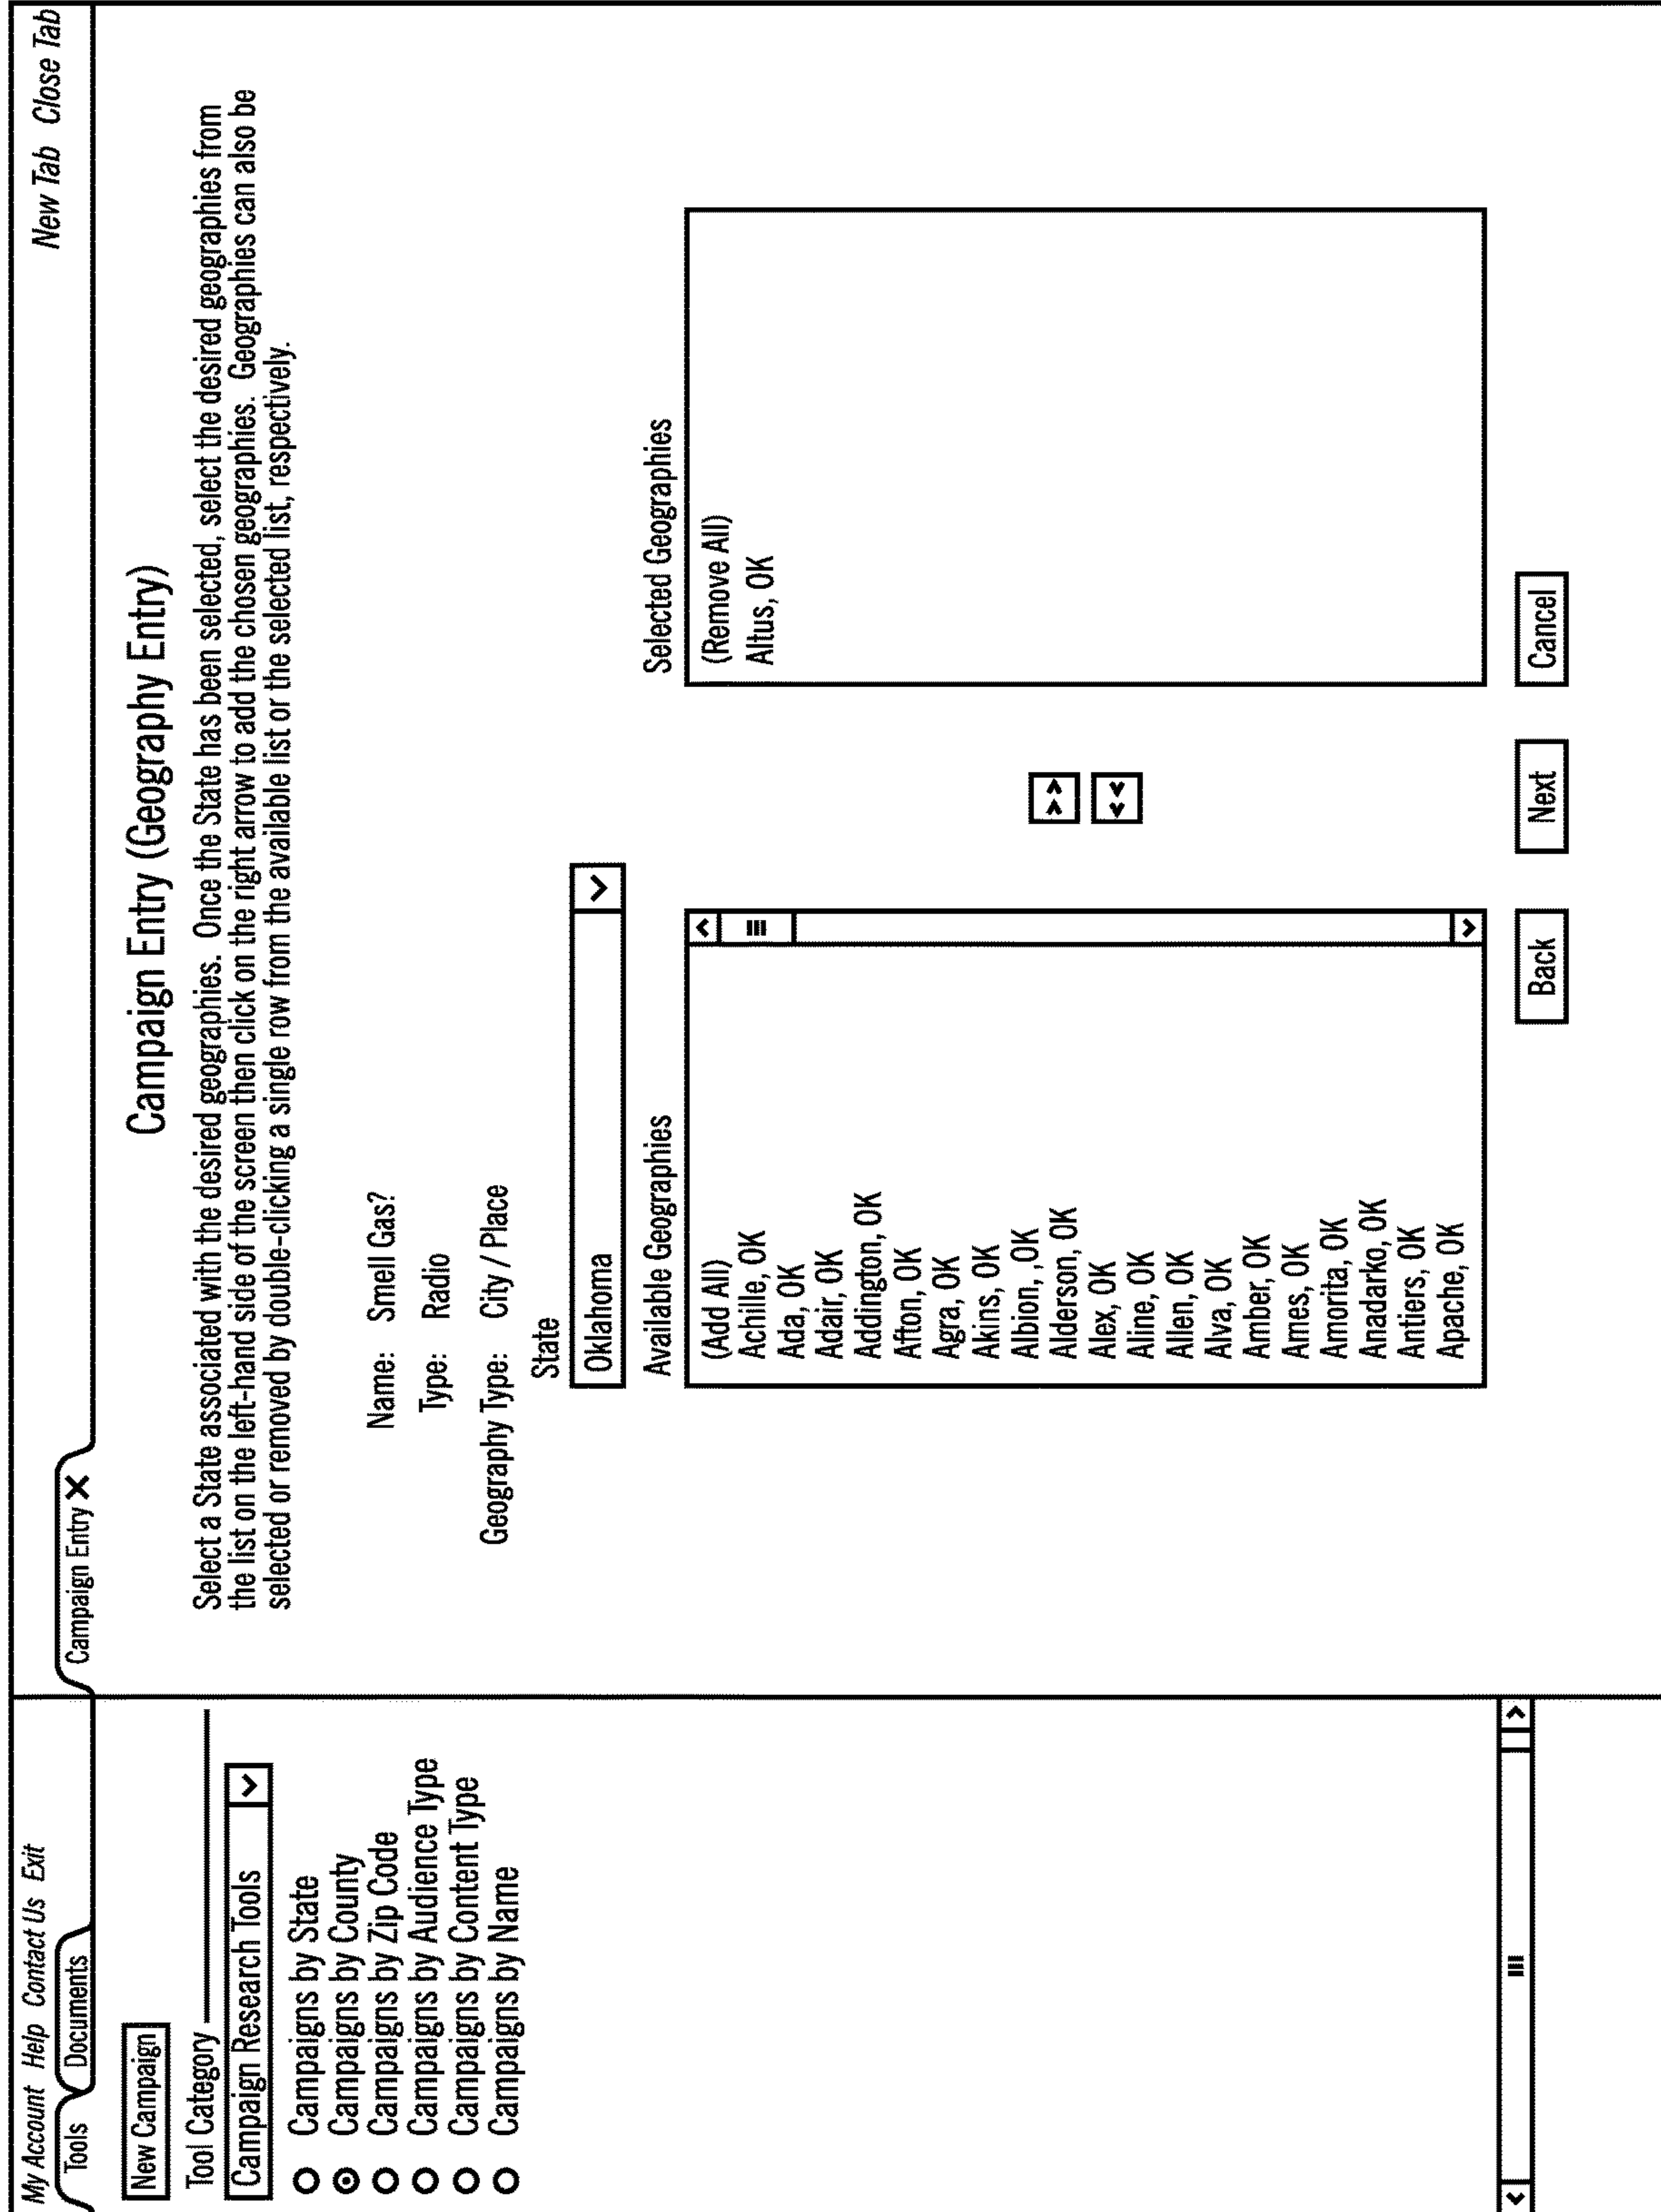 My Account Help Contact Us Exit
New Tab Close Tab
Tools
Documents
Campaign Entry
New Campaign
Tool Category
Campaign Research Tools
Campaigns by State
Campaigns by County
Campaigns by Zip Code
Campaigns by Audience Type
Campaigns by Content Type
Campaigns by Name
Campaign Entry (Geography Entry)
Select a State associated with the desired geographies. Once the State has been selected, select the desired geographies from
the list on the left-hand side of the screen then click on the right arrow to add the chosen geographies. Geographies can also be
selected or removed by double-clicking a single row from the available list or the selected list, respectively.
Name: Smell Gas?
Type: Radio
Geography Type: City / Place
State
Oklahoma
Available Geographies
(Add All)
Achille, OK
Ada, OK
Adair, OK
Addington, OK
Afton, OK
Agra, OK
Akins, OK
Albion, ,OK
Alderson, OK
Alex, OK
Aline, OK
Allen, OK
Alva, OK
Amber, OK
Ames, OK
Amorita, OK
Anadarko, OK
Antiers, OK
Apache, OK
>>
<<
Selected Geographies
(Remove All)
Altus, OK
Back
Next
Cancel